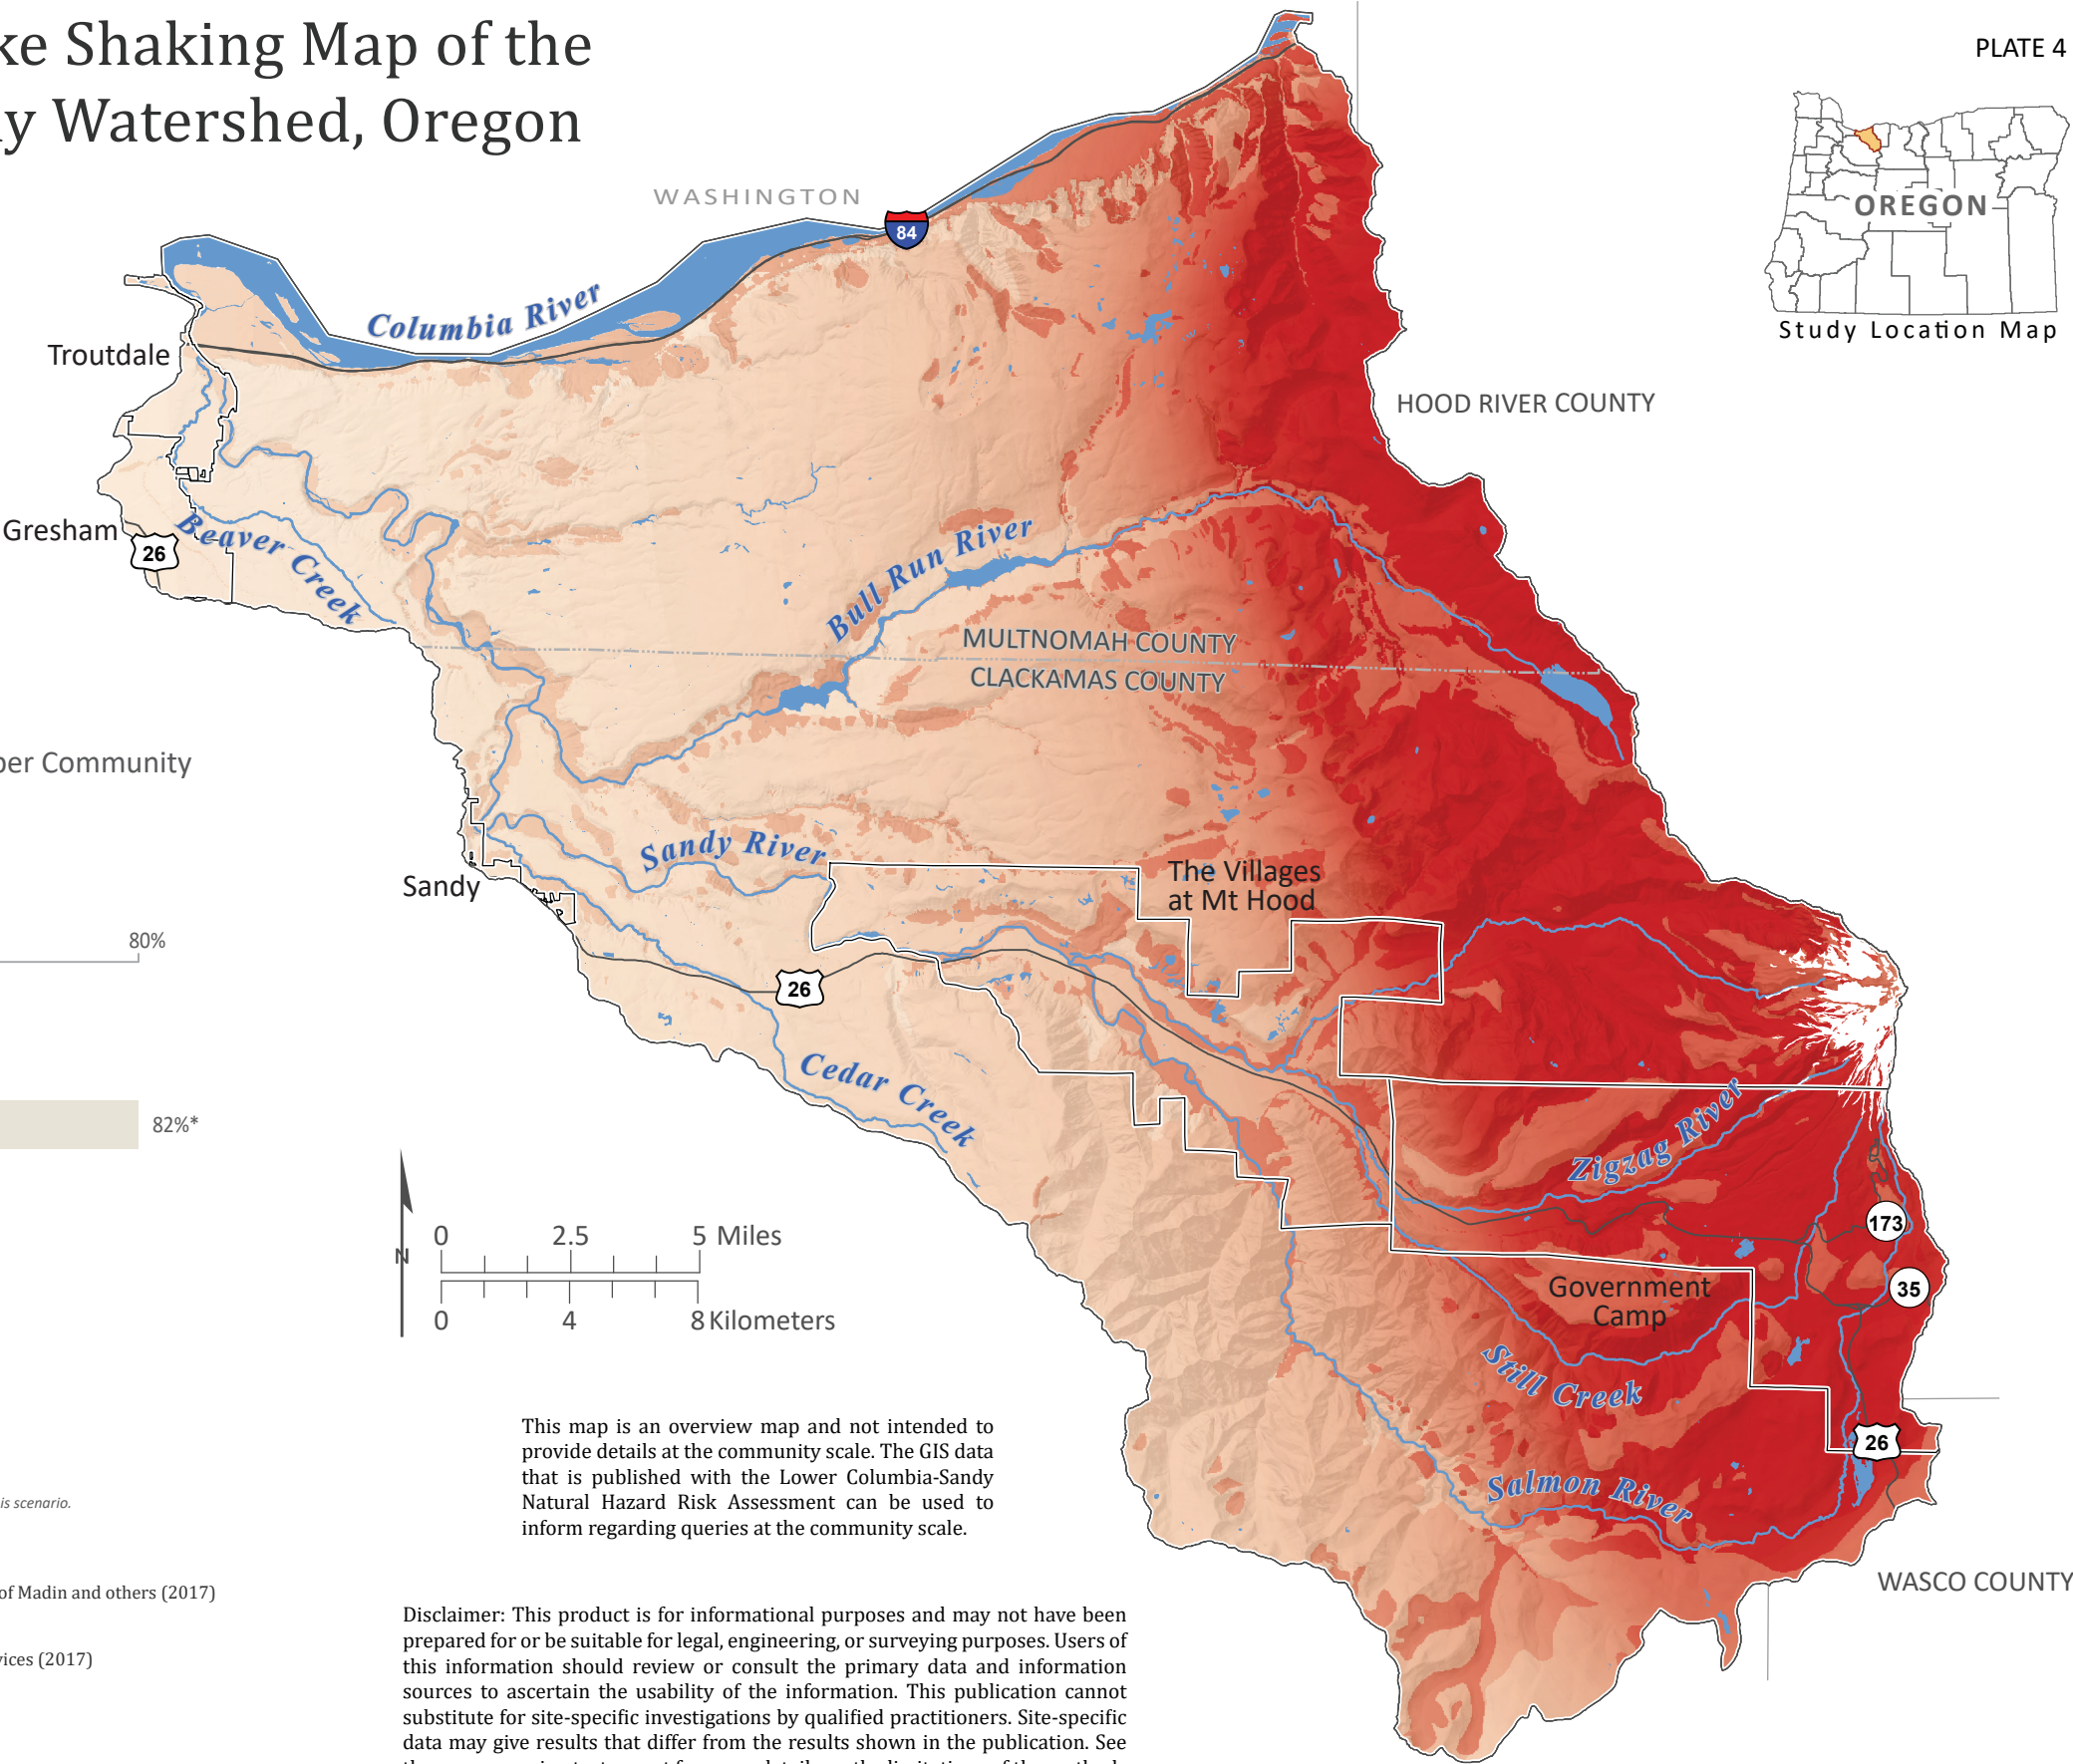 ke Shaking Map of the
y Watershed, Oregon
PLATE 4
OREGON
Study Location Map
WASHINGTON
84
Columbia River
Troutdale
HOOD RIVER COUNTY
Gresham
26
Beaver Creek
Bull Run River
MULTNOMAH COUNTY
CLACKAMAS COUNTY
per Community
Sandy River
The Villages
at Mt Hood
Sandy
80%
26
Cedar Creek
82%*
Zigzag River
173
N
0 2.5 5 Miles
0 4 8 Kilometers
Government
Camp
35
Still Creek
26
Salmon River
This map is an overview map and not intended to
provide details at the community scale. The GIS data
that is published with the Lower Columbia-Sandy
Natural Hazard Risk Assessment can be used to
inform regarding queries at the community scale.
is scenario.
of Madin and others (2017)
vices (2017)
WASCO COUNTY
Disclaimer: This product is for informational purposes and may not have been
prepared for or be suitable for legal, engineering, or surveying purposes. Users of
this information should review or consult the primary data and information
sources to ascertain the usability of the information. This publication cannot
substitute for site-specific investigations by qualified practitioners. Site-specific
data may give results that differ from the results shown in the publication. See